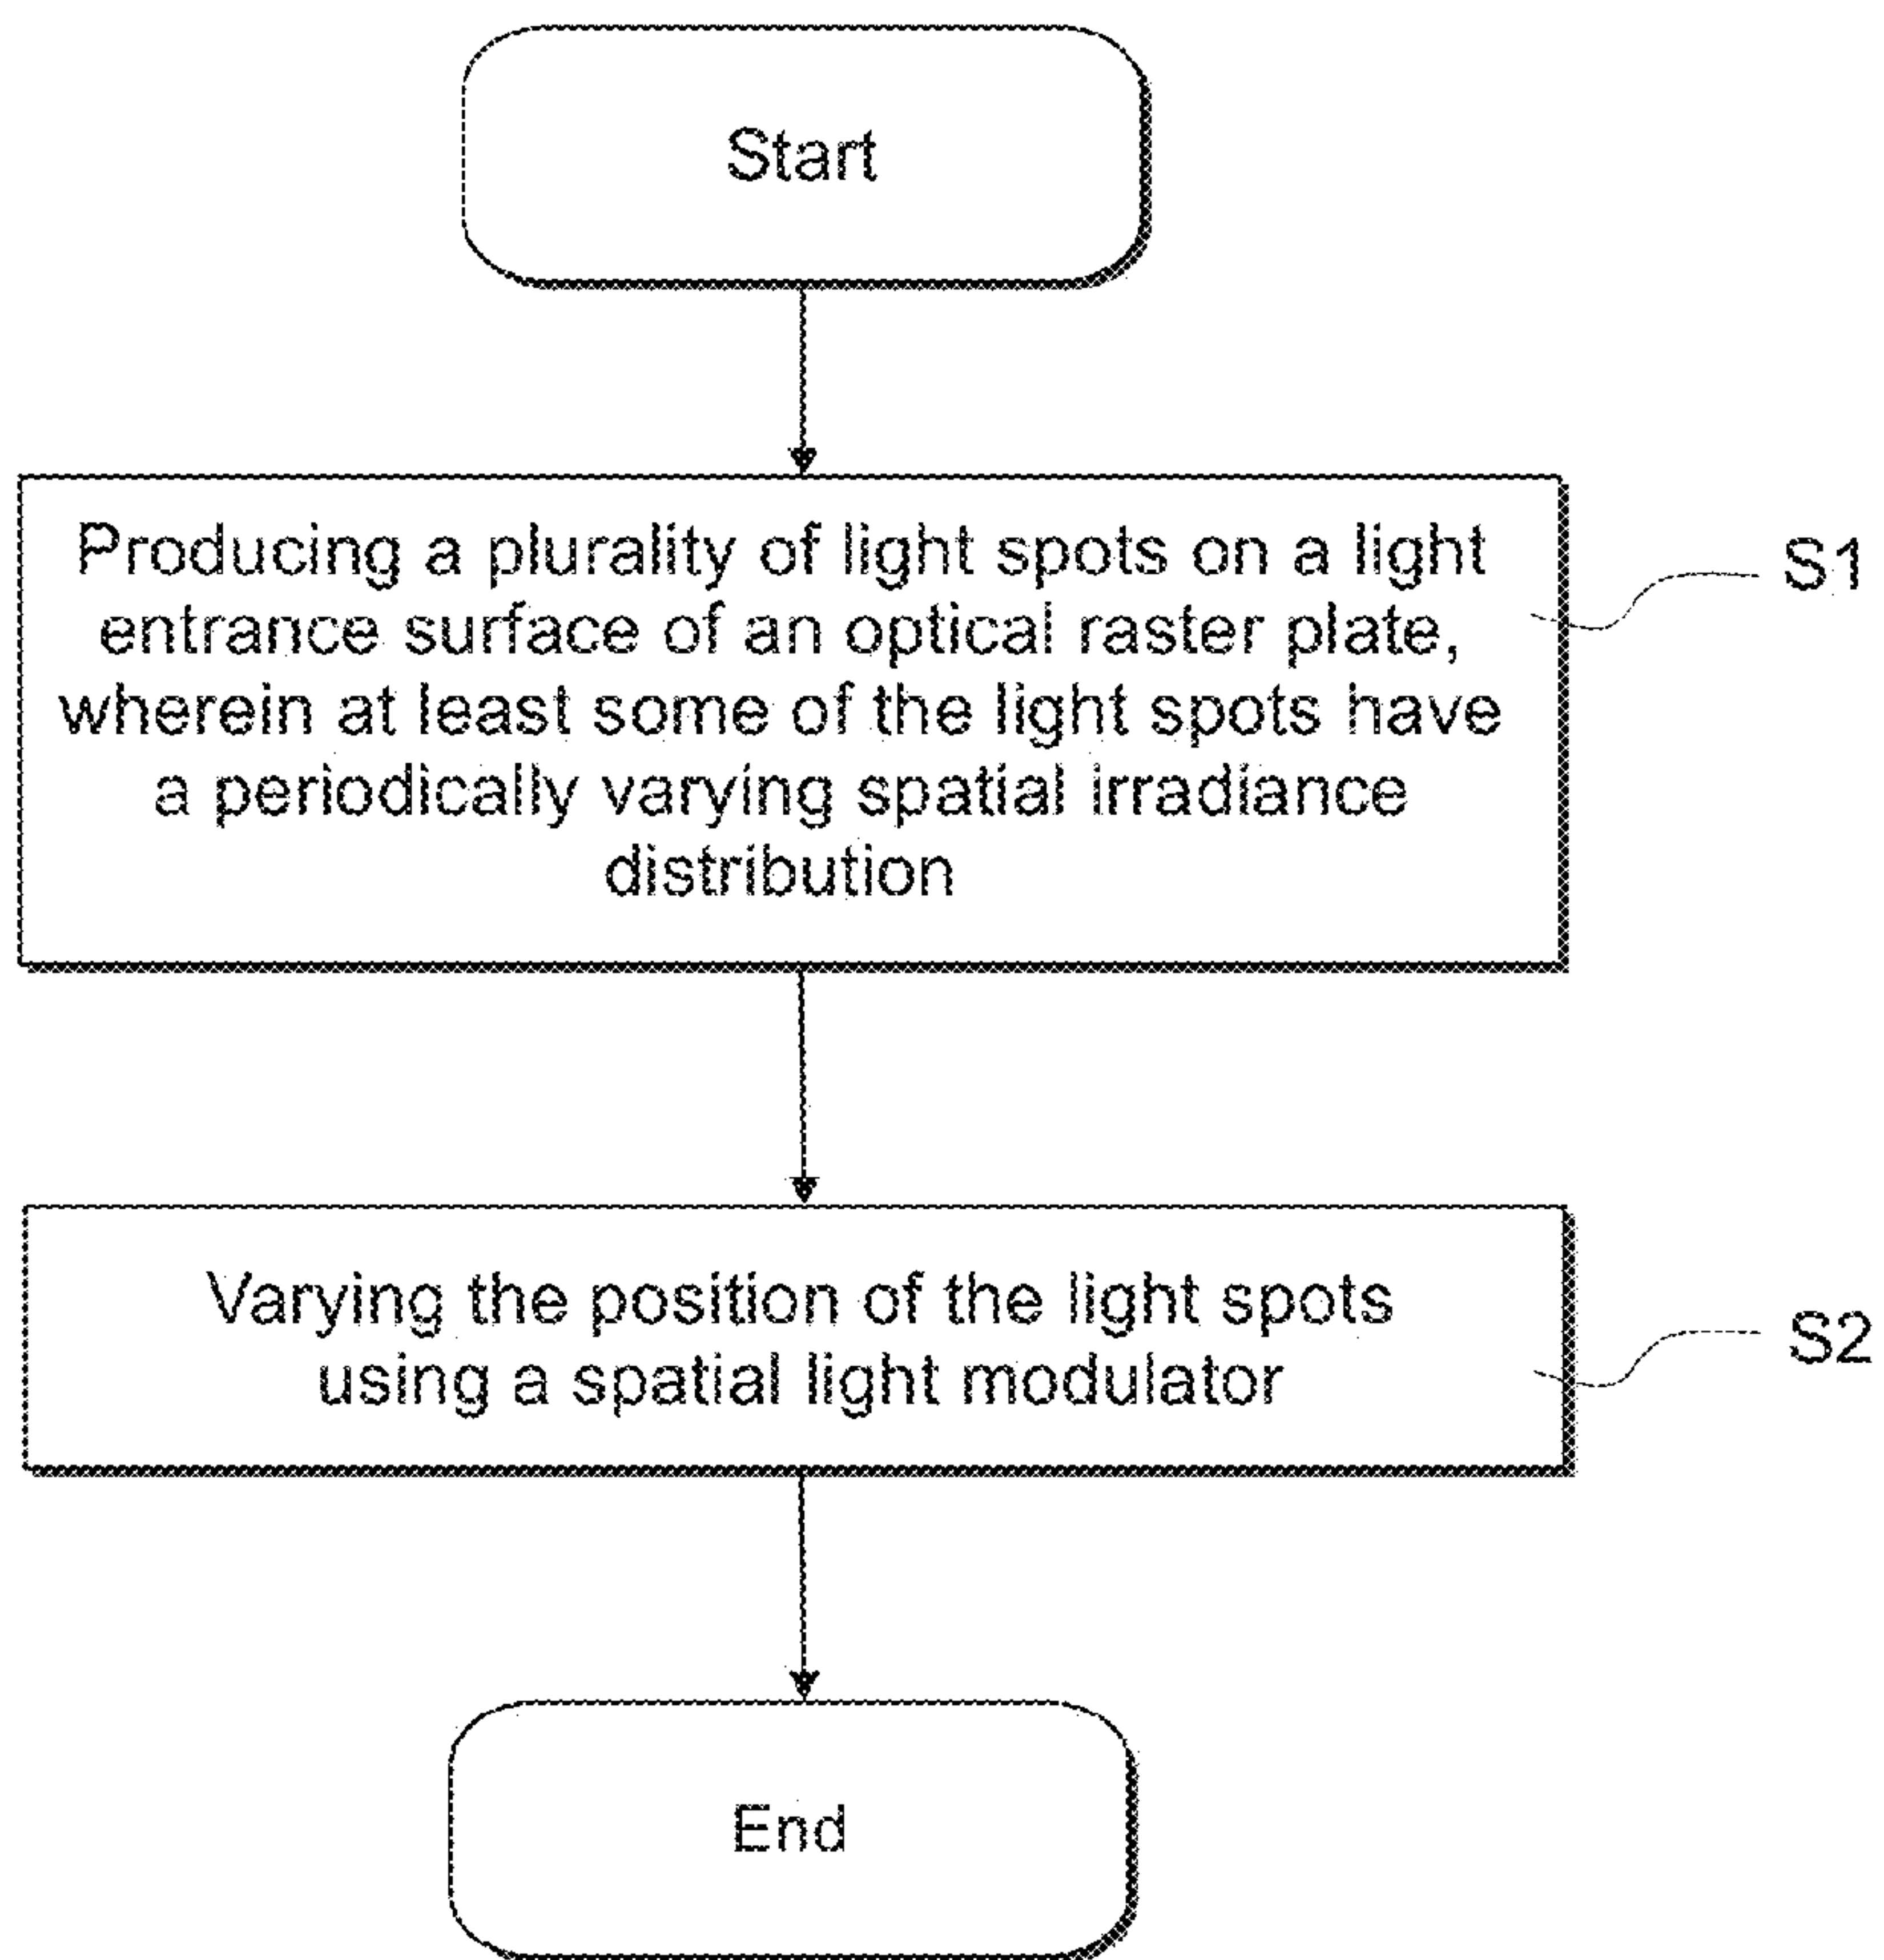 Start
Producing a plurality of light spots on a light
entrance surface of an optical raster plate,
wherein at least some of the light spots have
a periodically varying spatial irradiance
distribution
S1
Varying the position of the light spots
using a spatial light modulator
S2
End